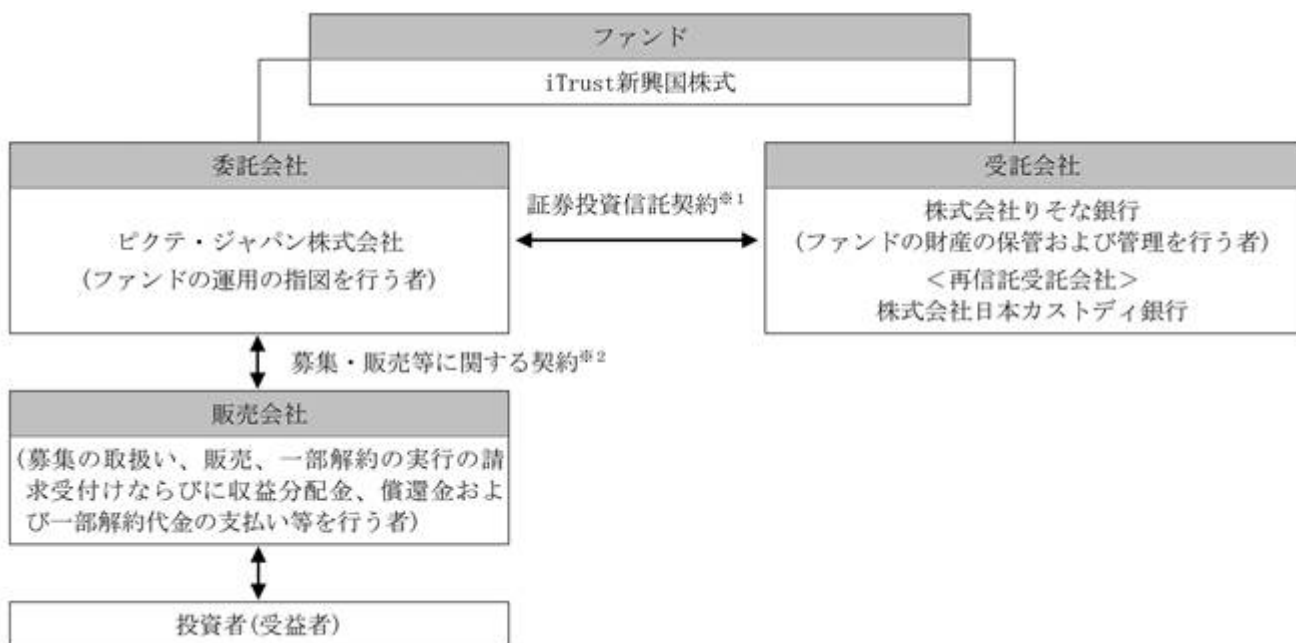 ファンド
iTrust新興国株式
委託会社
ピクテ・ジャパン株式会社
(ファンドの運用の指図を行う者)
証券投資信託契約※1
受託会社
株式会社りそな銀行
(ファンドの財産の保管および管理を行う者)
<再信託受託会社>
株式会社日本カストディ銀行
募集・販売等に関する契約※2
販売会社
(募集の取扱い、販売、一部解約の実行の請
求受付けならびに収益分配金、償還金およ
び一部解約代金の支払い等を行う者)
投資者(受益者)